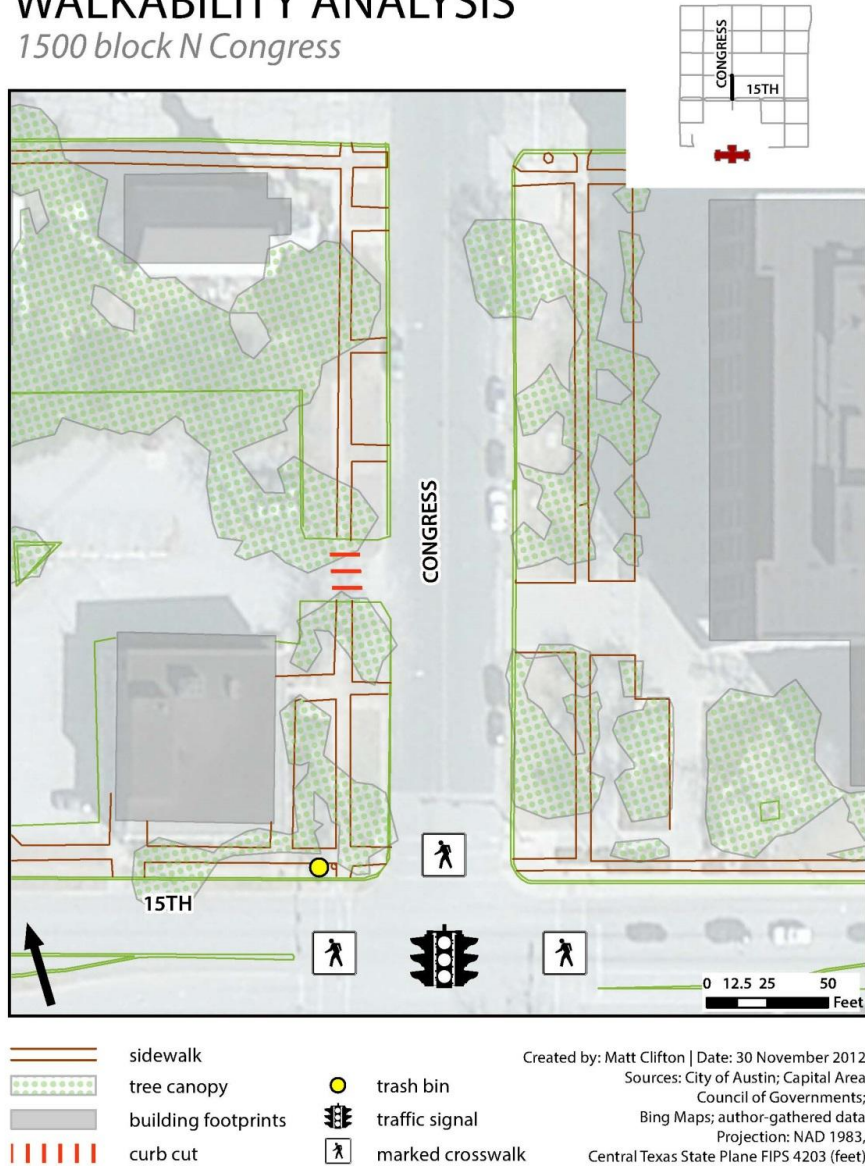 WALKABILITY ANALYSIS
1500 block N Congress
CONGRESS
15TH
CONGRESS
15TH
0 12.5 25 50
Feet
sidewalk
tree canopy
building footprints
curb cut
trash bin
traffic signal
marked crosswalk
Created by: Matt Clifton | Date: 30 November 2012
Sources: City of Austin; Capital Area
Council of Governments;
Bing Maps; author-gathered data
Projection: NAD 1983,
Central Texas State Plane FIPS 4203 (feet)